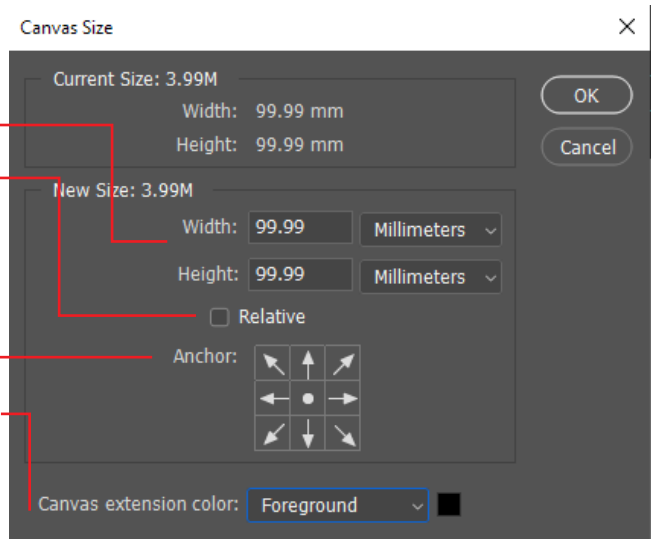 Canvas Size
Current Size: 3.99M
OK
Width: 99.99 mm
Height: 99.99 mm
Cancel
New Size: 3.99M
Width: 99.99 Millimeters
Height: 99.99 Millimeters
Relative
Anchor:
Canvas extension color: Foreground